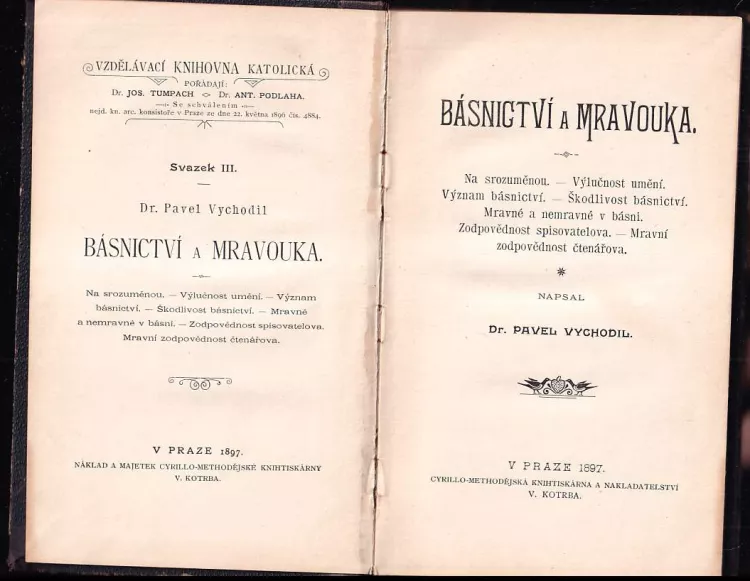 VZDĚLÁVACÍ KNIHOVNA KATOLICKÁ
POŘÁDAJÍ:
Dr. JOS. TUMPACH Dr. ANT. PODLAHA.
Se schválením
nejd. kn. arc. konsistoře v Praze ze dne 22. května 1896 čís. 4884.
Svazek III.
Dr. Pavel Vychodil
BÁSNICTVÍ A MRAVOUKA.
Na srozuměnou. — Výlučnost umění. — Význam
básnictví. — Škodlivost básnictví. — Mravné
a nemravné v básni. — Zodpovědnost spisovatelova.
Mravní zodpovědnost čtenářova.
V PRAZE 1897.
NÁKLAD A MAJETEK CYRILLO-METHODĚJSKÉ KNIHTISKÁRNY
V. KOTRBA.
BÁSNICTVÍ A MRAVOUKA.
Na srozuměnou. — Výlučnost umění.
Význam básnictví. — Škodlivost básnictví.
Mravné a nemravné v básni.
Zodpovědnost spisovatelova. — Mravní
zodpovědnost čtenářova.
*
NAPSAL
Dr. PAVEL VYCHODIL.
V PRAZE 1897.
CYRILLO-METHODĚJSKÁ KNIHTISKÁRNA A NAKLADATELSTVÍ
V. KOTRBA.